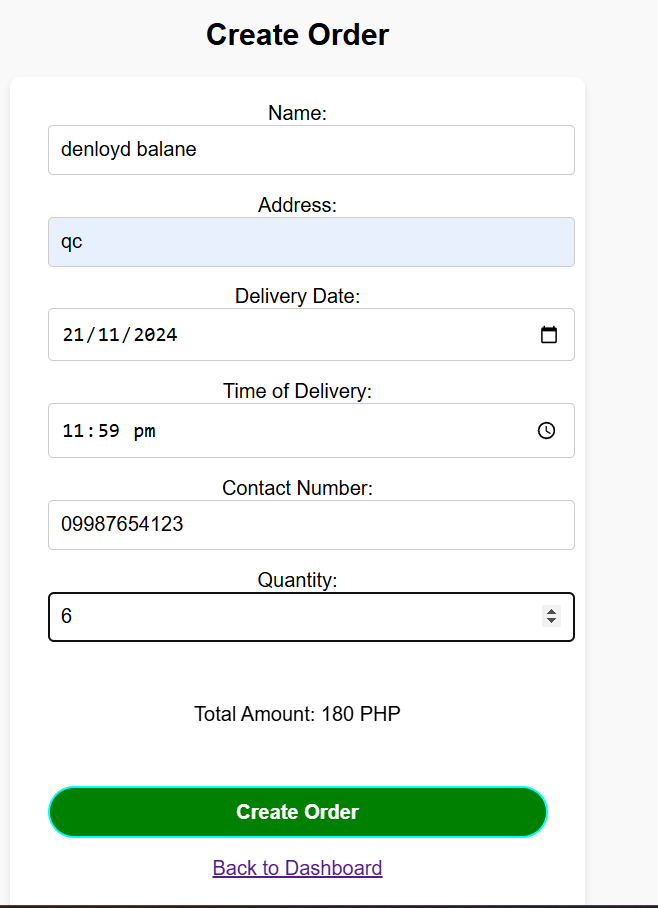 Create Order
Name:
denloyd balane
Address:
qc
Delivery Date:
21/11/2024
Time of Delivery:
11:59 pm
Contact Number:
09987654123
Quantity:
6
Total Amount: 180 PHP
Create Order
Back to Dashboard